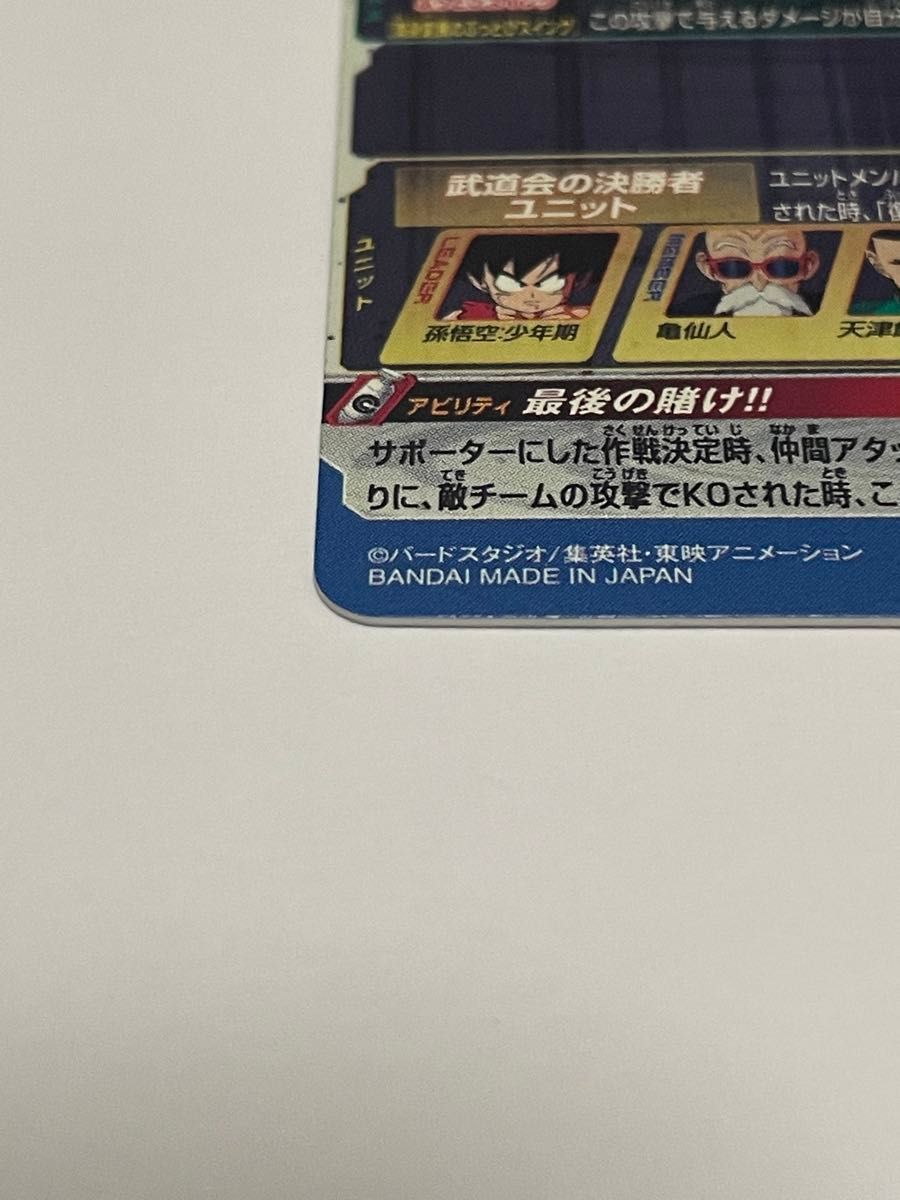 この攻撃で与えるダメージが自
武道会の決勝者
ユニット
ユニットメン
された時、「
ユニット
LEADER
孫悟空:少年期
MEMBER
亀仙人
天津
アビリティ 最後の賭け!!
サポーターにした作戦決定時、仲間アタッ
りに、敵チームの攻撃でKOされた時、こ
©バードスタジオ/集英社・東映アニメーション
BANDAI MADE IN JAPAN